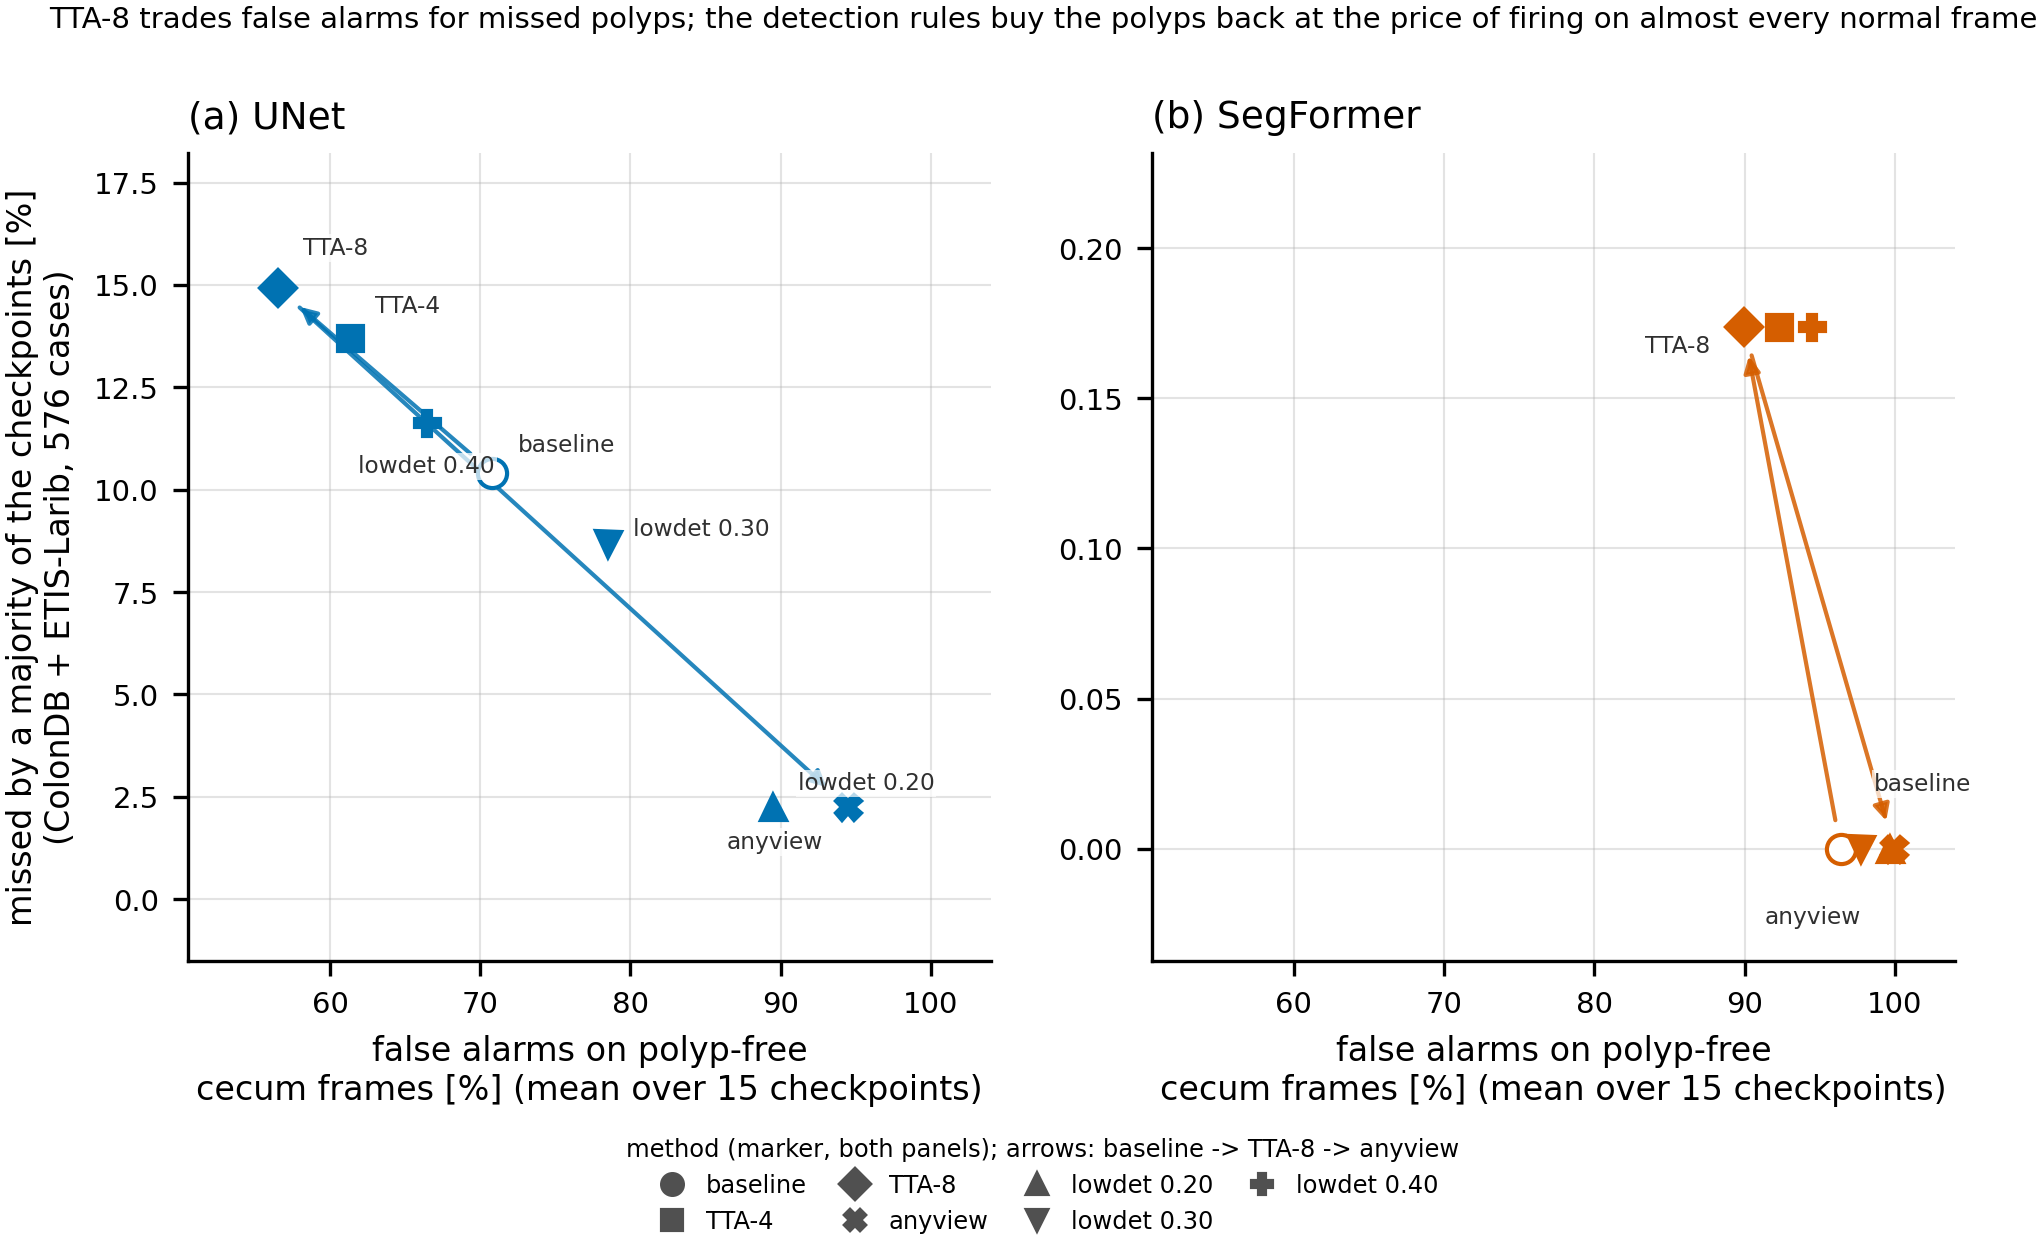 TTA-8 trades false alarms for missed polyps; the detection rules buy the polyps back at the price of firing on almost every normal frame
(a) UNet
missed by a majority of the checkpoints [%]
(ColonDB + ETIS-Larib, 576 cases)
17.5
15.0
12.5
10.0
7.5
5.0
2.5
0.0
TTA-8
TTA-4
baseline
lowdet 0.40
lowdet 0.30
lowdet 0.20
anyview
60
70
80
90
100
false alarms on polyp-free
cecum frames [%] (mean over 15 checkpoints)
(b) SegFormer
0.20
0.15
0.10
0.05
0.00
TTA-8
baseline
anyview
60
70
80
90
100
false alarms on polyp-free
cecum frames [%] (mean over 15 checkpoints)
method (marker, both panels); arrows: baseline -> TTA-8 -> anyview
baseline
TTA-8
lowdet 0.20
lowdet 0.40
TTA-4
anyview
lowdet 0.30